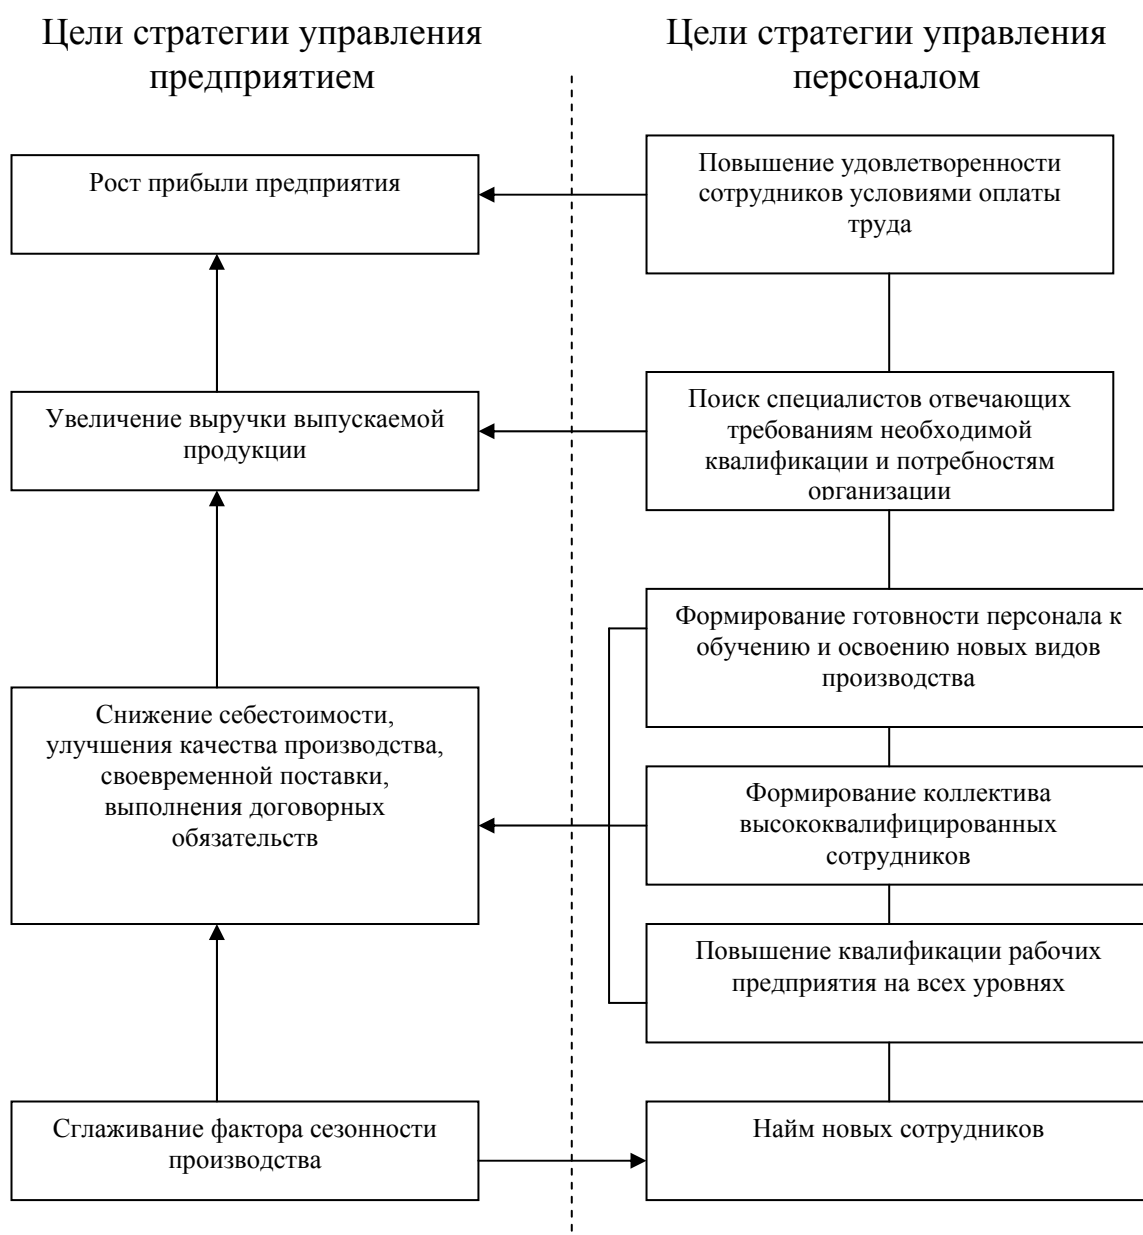 Цели стратегии управления
предприятием
Цели стратегии управления
персоналом
Рост прибыли предприятия
Повышение удовлетворенности
сотрудников условиями оплаты
труда
Увеличение выручки выпускаемой
продукции
Поиск специалистов отвечающих
требованиям необходимой
квалификации и потребностям
организации
Формирование готовности персонала к
обучению и освоению новых видов
производства
Снижение себестоимости,
улучшения качества производства,
своевременной поставки,
выполнения договорных
обязательств
Формирование коллектива
высококвалифицированных
сотрудников
Повышение квалификации рабочих
предприятия на всех уровнях
Сглаживание фактора сезонности
производства
Найм новых сотрудников